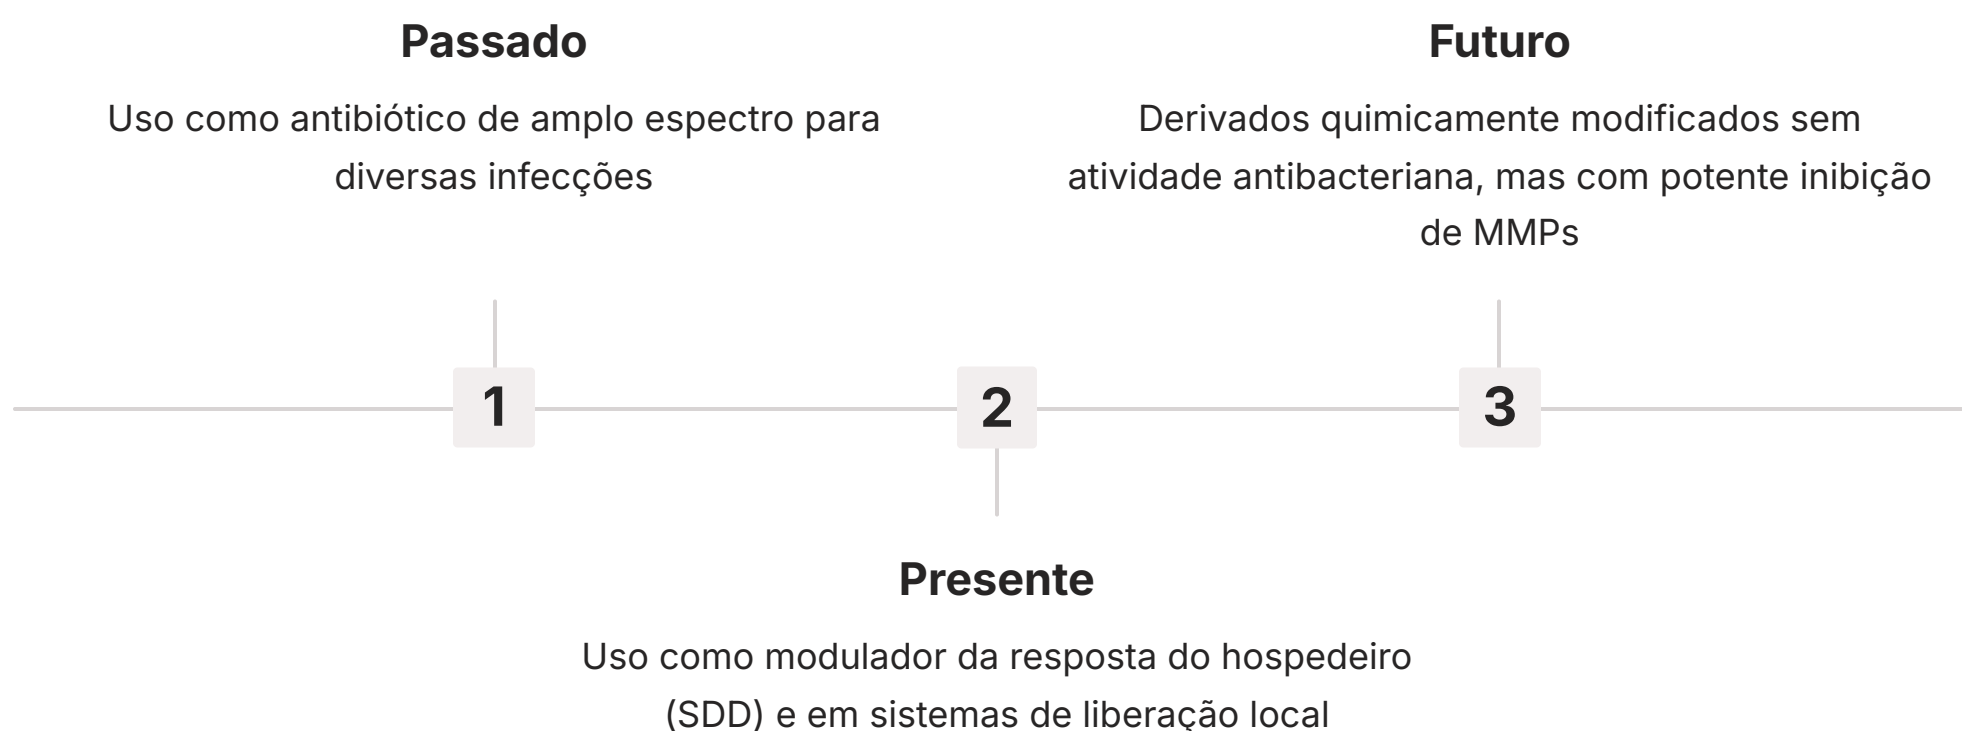 Passado
Uso como antibiótico de amplo espectro para
diversas infecções
Futuro
Derivados quimicamente modificados sem
atividade antibacteriana, mas com potente inibição
de MMPs
1
2
3
Presente
Uso como modulador da resposta do hospedeiro
(SDD) e em sistemas de liberação local